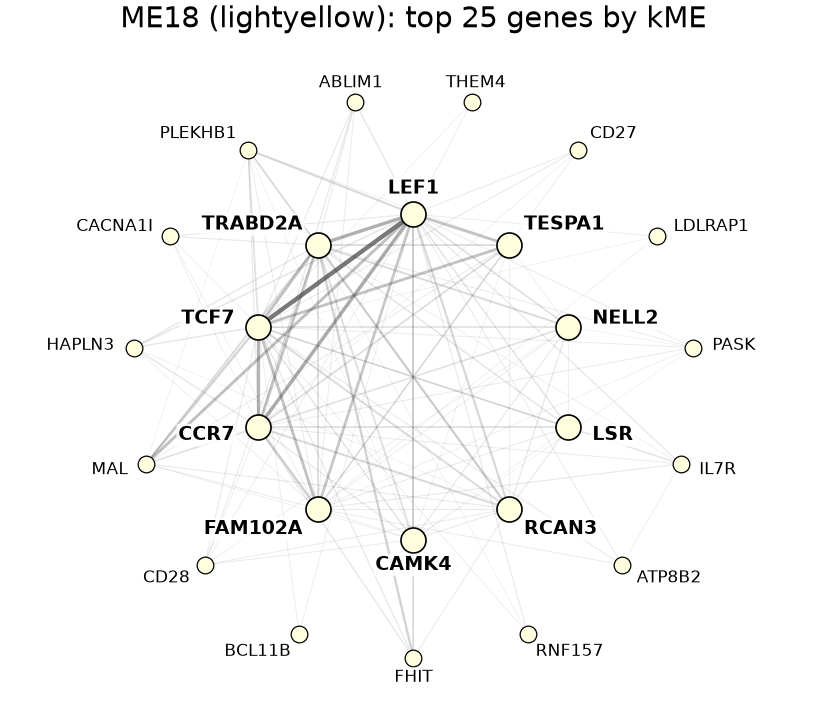 ME18 (lightyellow): top 25 genes by kME
ABLIM1
THEM4
PLEKHB1
CD27
LEF1
TRABD2A
TESPA1
CACNA1I
LDLRAP1
TCF7
NELL2
HAPLN3
PASK
CCR7
LSR
MAL
IL7R
FAM102A
RCAN3
CAMK4
CD28
ATP8B2
BCL11B
RNF157
FHIT